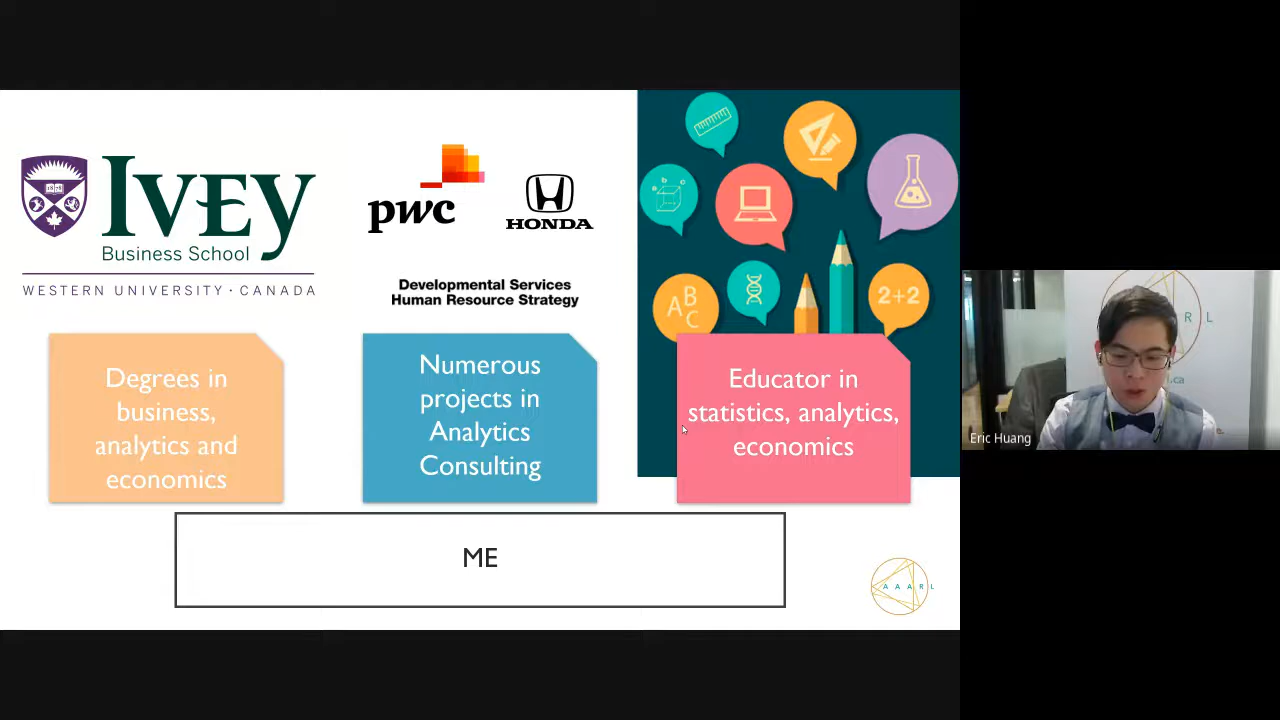 IVEY
Business School
WESTERN UNIVERSITY · CANADA
pwc
HONDA
Developmental Services
Human Resource Strategy
a b c
A B
C
2+2
Degrees in
business,
analytics and
economics
Numerous
projects in
Analytics
Consulting
Educator in
statistics, analytics,
economics
ME
A A A R L
R L
.ca
Eric Huang